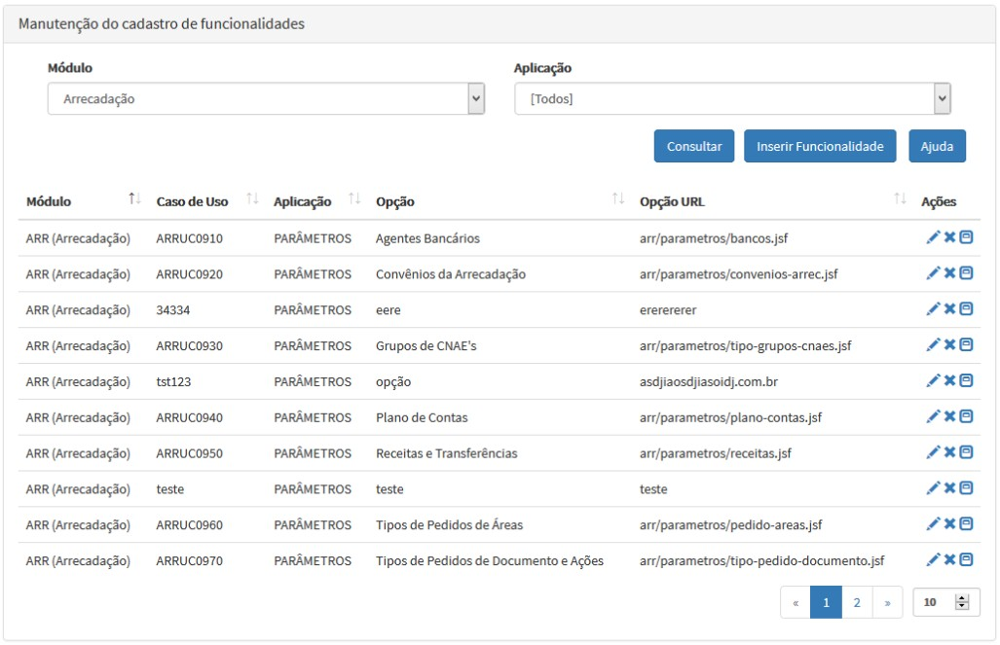 Manutenção do cadastro de funcionalidades
Módulo Aplicação
Arrecadação [Todos]
Consultar Inserir Funcionalidade Ajuda
Módulo Caso de Uso Aplicação Opção Opção URL Ações
ARR (Arrecadação) ARRUC0910 PARÂMETROS Agentes Bancários arr/parametros/bancos.jsf
ARR (Arrecadação) ARRUC0920 PARÂMETROS Convênios da Arrecadação arr/parametros/convenios-arrec.jsf
ARR (Arrecadação) 34334 PARÂMETROS eere ererererer
ARR (Arrecadação) ARRUC0930 PARÂMETROS Grupos de CNAE's arr/parametros/tipo-grupos-cnaes.jsf
ARR (Arrecadação) tst123 PARÂMETROS opção asdjiaosdjiasoidj.com.br
ARR (Arrecadação) ARRUC0940 PARÂMETROS Plano de Contas arr/parametros/plano-contas.jsf
ARR (Arrecadação) ARRUC0950 PARÂMETROS Receitas e Transferências arr/parametros/receitas.jsf
ARR (Arrecadação) teste PARÂMETROS teste teste
ARR (Arrecadação) ARRUC0960 PARÂMETROS Tipos de Pedidos de Áreas arr/parametros/pedido-areas.jsf
ARR (Arrecadação) ARRUC0970 PARÂMETROS Tipos de Pedidos de Documento e Ações arr/parametros/tipo-pedido-documento.jsf
« 1 2 » 10